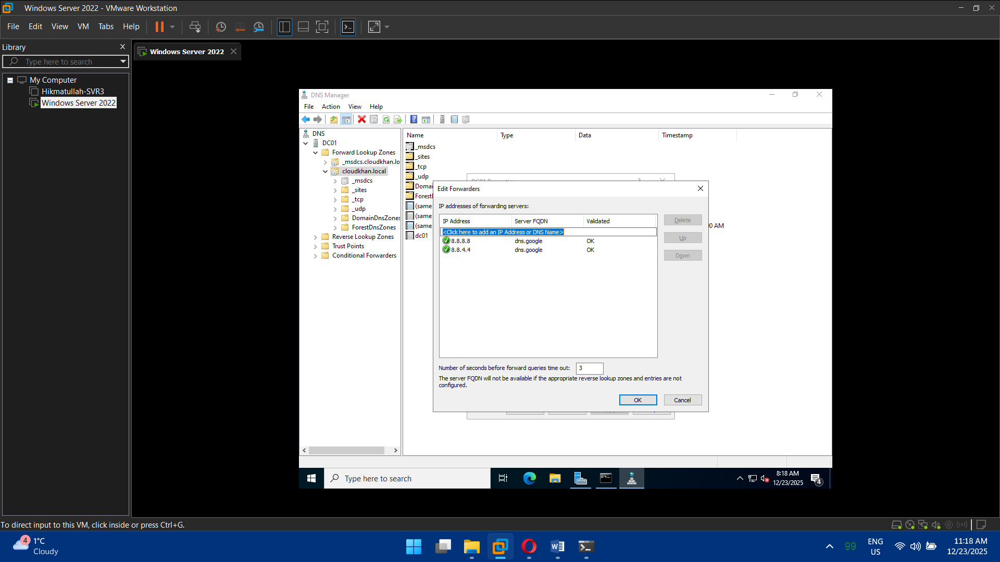 Windows Server 2022 - VMware Workstation
File Edit View VM Tabs Help
Library
Windows Server 2022
Type here to search
My Computer
Hikmatullah-SVR3
Windows Server 2022
DNS Manager
File Action View Help
DNS
DC01
Forward Lookup Zones
_msdcs.cloudkhan.lo
cloudkhan.local
_msdcs
_sites
_tcp
_udp
DomainDnsZones
ForestDnsZones
Reverse Lookup Zones
Trust Points
Conditional Forwarders
Name Type Data Timestamp
_msdcs
_sites
_tcp
_udp
Domai
Forest
(same
(same
(same 0 AM
dc01
Edit Forwarders
IP addresses of forwarding servers:
IP Address Server FQDN Validated
<Click here to add an IP Address or DNS Name>
8.8.8.8 dns.google OK
8.8.4.4 dns.google OK
Delete
Up
Down
Number of seconds before forward queries time out: 3
The server FQDN will not be available if the appropriate reverse lookup zones and entries are not
configured.
OK Cancel
Type here to search
8:18 AM
12/23/2025
4
To direct input to this VM, click inside or press Ctrl+G.
4
1°C
Cloudy
99
ENG
US
11:18 AM
12/23/2025